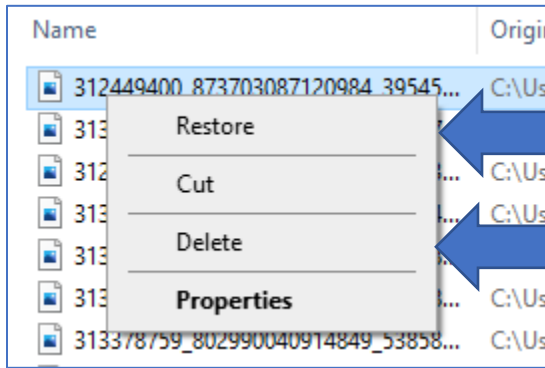 Name Origi
312449400_873703087120984_39545... C:\Us
Restore
313
312
Cut C:\Us
313 C:\Us
Delete
313
313 C:\Us
Properties
313378759_802990040914849_53858... C:\Us